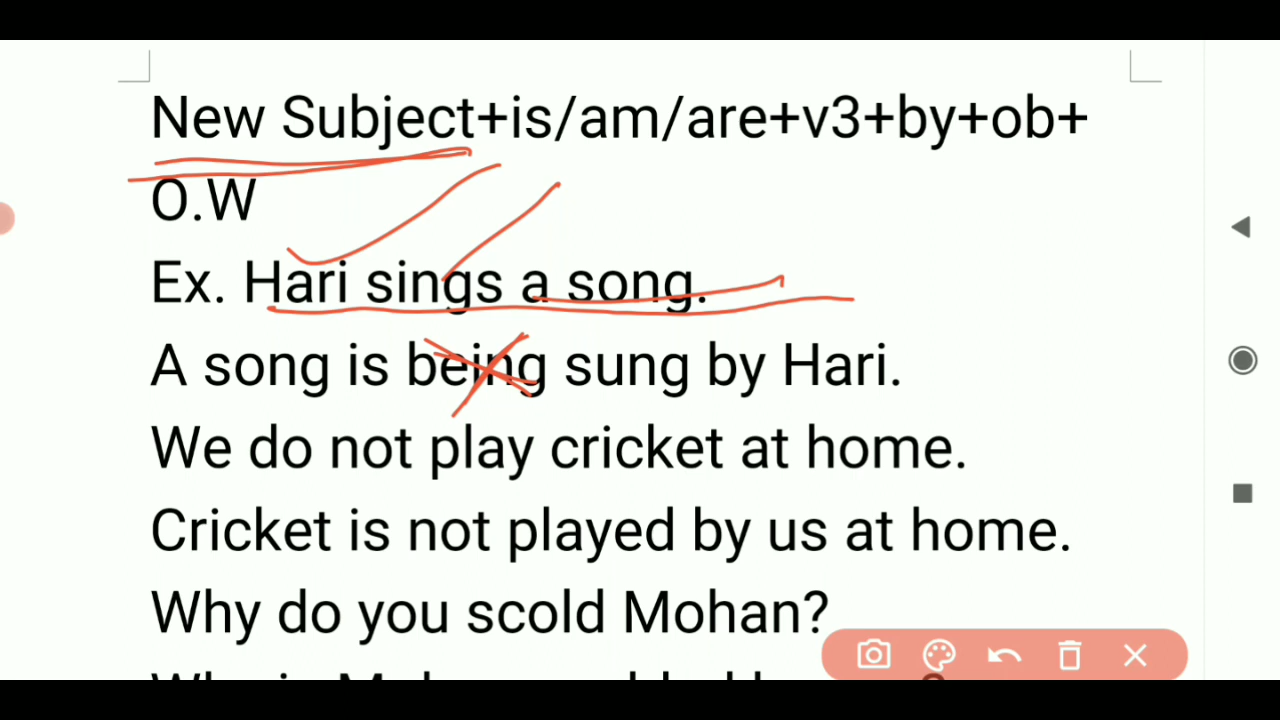 New Subject+is/am/are+v3+by+ob+
O.W
Ex. Hari sings a song.
A song is being sung by Hari.
We do not play cricket at home.
Cricket is not played by us at home.
Why do you scold Mohan?